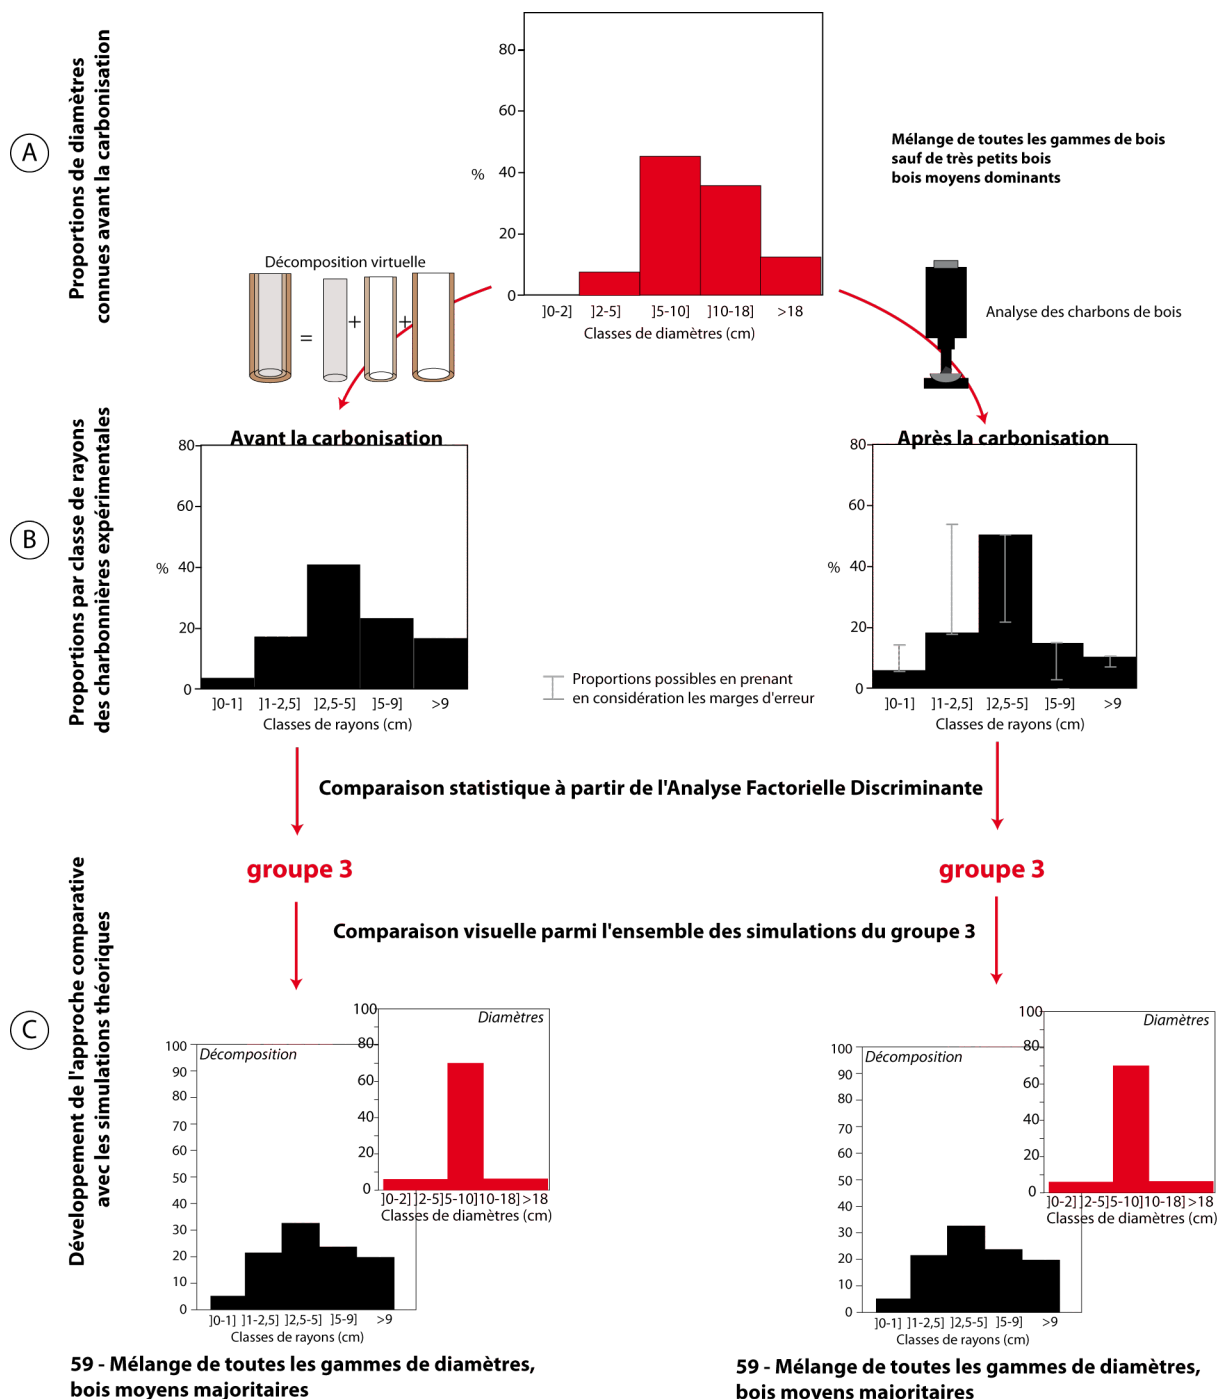 A
Proportions de diamètres
connues avant la carbonisation
80
60
%
40
20
0
]0-2]
]2-5]
]5-10]
]10-18]
>18
Classes de diamètres (cm)
Mélange de toutes les gammes de bois
sauf de très petits bois
bois moyens dominants
Décomposition virtuelle
=
+
+
Analyse des charbons de bois
B
Proportions par classe de rayons
des charbonnières expérimentales
Avant la carbonisation
80
60
%
40
20
0
]0-1]
]1-2,5]
]2,5-5]
]5-9]
>9
Classes de rayons (cm)
Proportions possibles en prenant
en considération les marges d'erreur
Après la carbonisation
80
60
%
40
20
0
]0-1]
]1-2,5]
]2,5-5]
]5-9]
>9
Classes de rayons (cm)
Comparaison statistique à partir de l'Analyse Factorielle Discriminante
groupe 3
groupe 3
Comparaison visuelle parmi l'ensemble des simulations du groupe 3
C
Développement de l'approche comparative
avec les simulations théoriques
100
90
80
70
60
50
40
30
20
10
0
Décomposition
]0-1]
]1-2,5]
]2,5-5]
]5-9]
>9
Classes de rayons (cm)
100
80
60
40
20
0
Diamètres
]0-2]
]2-5]
]5-10]
]10-18]
>18
Classes de diamètres (cm)
59 - Mélange de toutes les gammes de diamètres,
bois moyens majoritaires
100
90
80
70
60
50
40
30
20
10
0
Décomposition
]0-1]
]1-2,5]
]2,5-5]
]5-9]
>9
Classes de rayons (cm)
100
80
60
40
20
0
Diamètres
]0-2]
]2-5]
]5-10]
]10-18]
>18
Classes de diamètres (cm)
59 - Mélange de toutes les gammes de diamètres,
bois moyens majoritaires